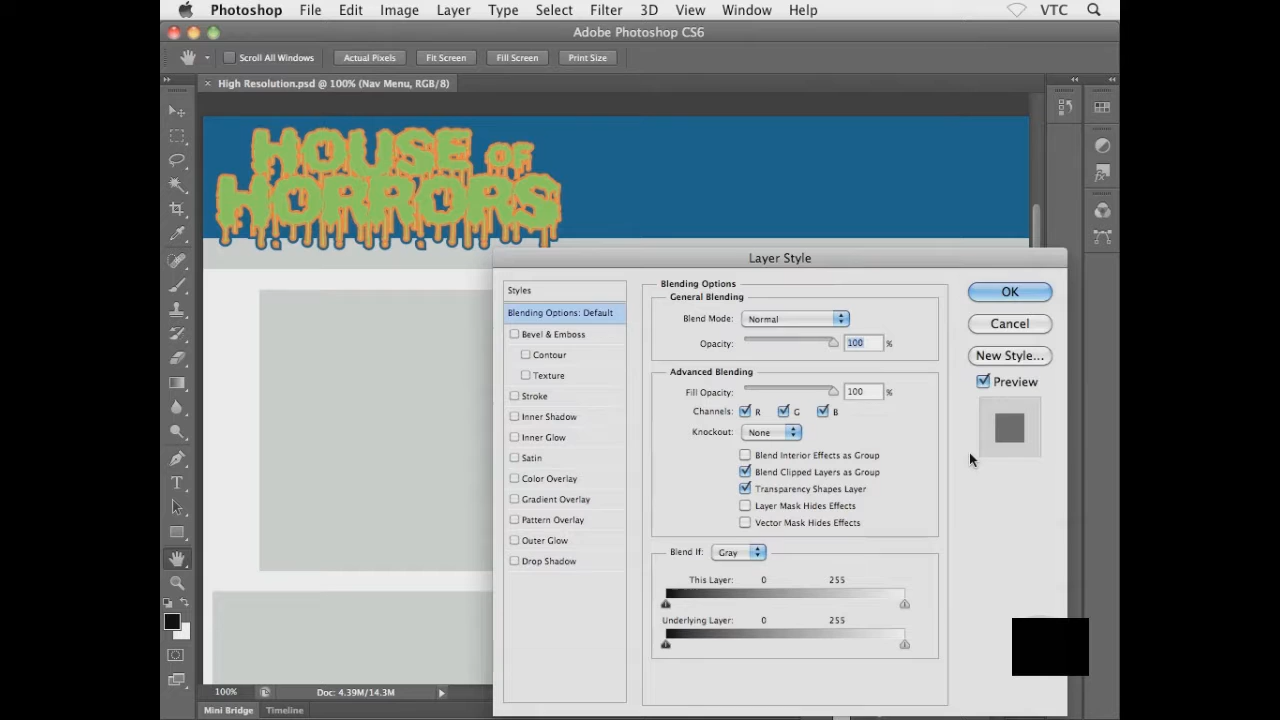 Photoshop File Edit Image Layer Type Select Filter 3D View Window Help VTC
Adobe Photoshop CS6
Scroll All Windows Actual Pixels Fit Screen Fill Screen Print Size
High Resolution.psd @ 100% (Nav Menu, RGB/8)
HOUSE OF
HORRORS
Layer Style
Styles
Blending Options: Default
Bevel & Emboss
Contour
Texture
Stroke
Inner Shadow
Inner Glow
Satin
Color Overlay
Gradient Overlay
Pattern Overlay
Outer Glow
Drop Shadow
Blending Options
General Blending
Blend Mode: Normal
Opacity: 100 %
Advanced Blending
Fill Opacity: 100 %
Channels: R G B
Knockout: None
Blend Interior Effects as Group
Blend Clipped Layers as Group
Transparency Shapes Layer
Layer Mask Hides Effects
Vector Mask Hides Effects
Blend If: Gray
This Layer: 0 255
Underlying Layer: 0 255
OK
Cancel
New Style...
Preview
100% Doc: 4.39M/14.3M
Mini Bridge Timeline